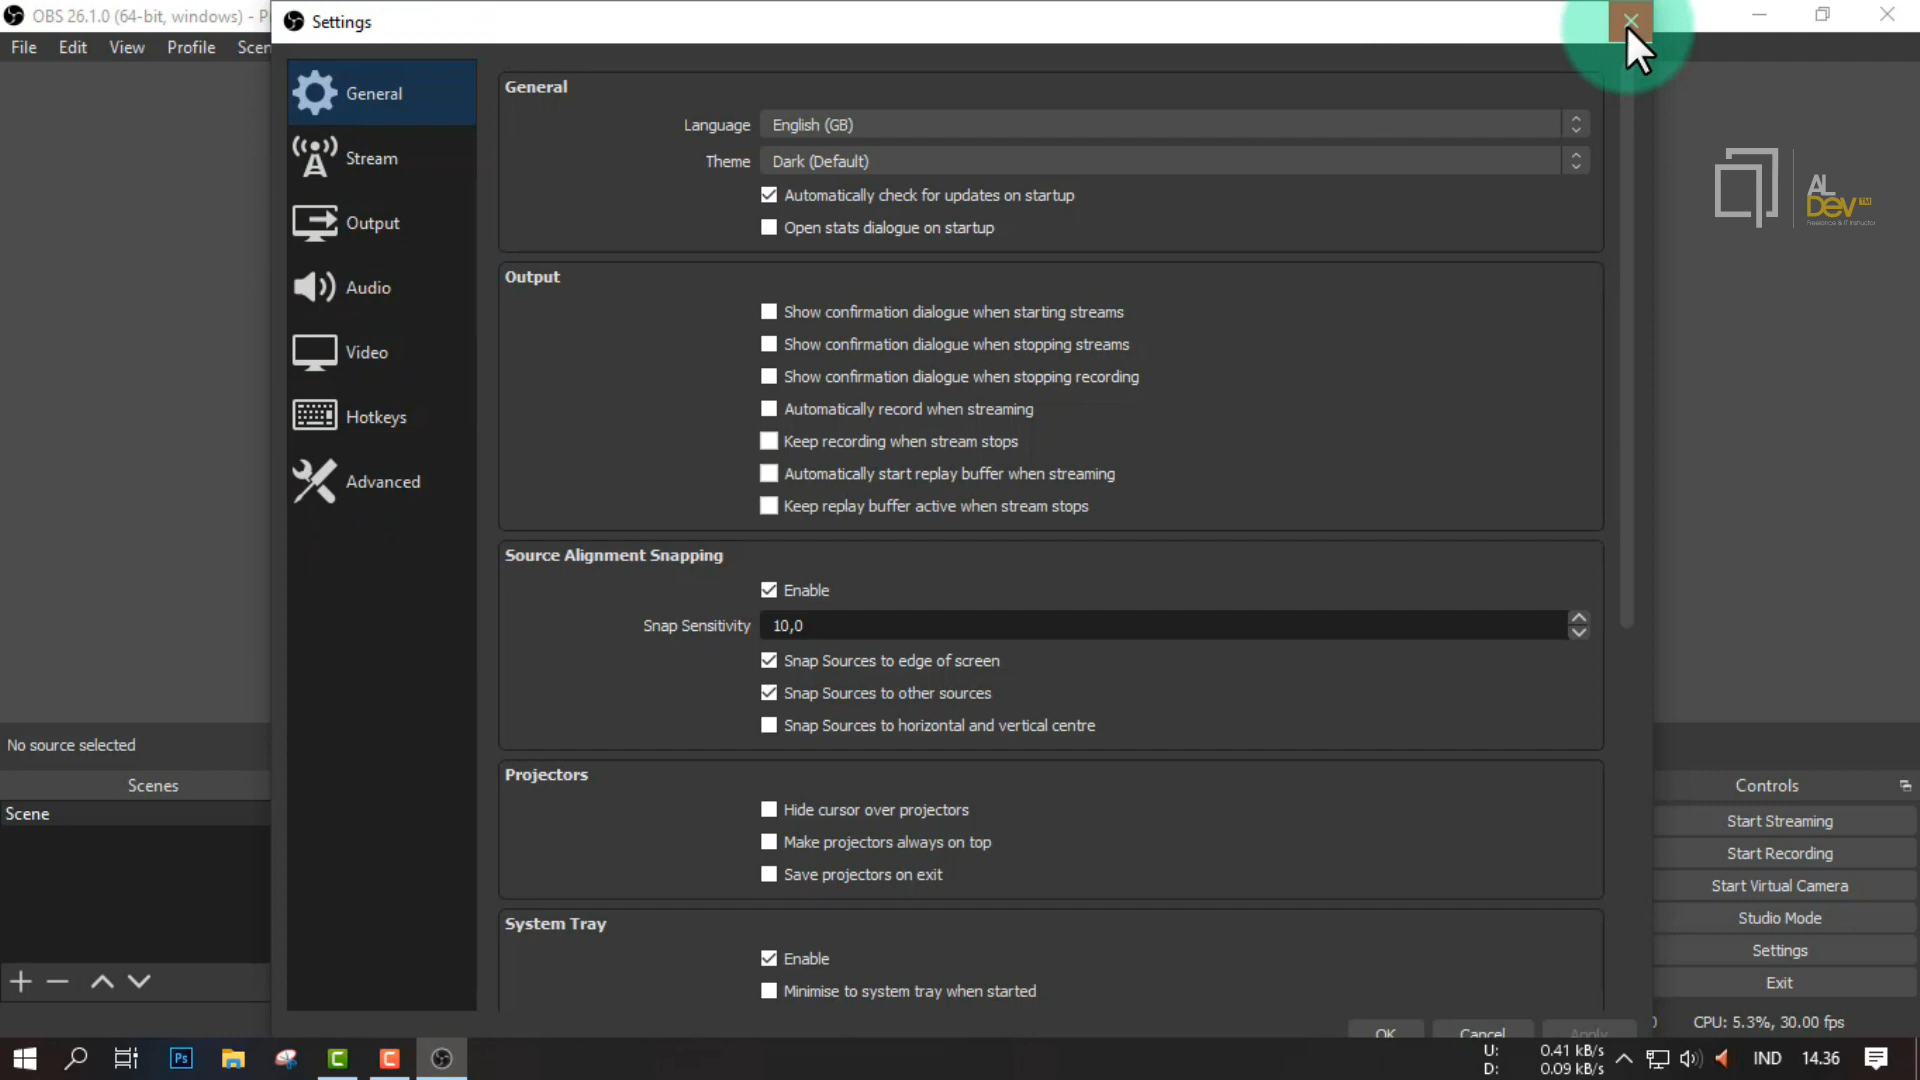 OBS 26.1.0 (64-bit, windows) - P
Settings
File Edit View Profile Scen
General
Stream
Output
Audio
Video
Hotkeys
Advanced
General
Language English (GB)
Theme Dark (Default)
Automatically check for updates on startup
Open stats dialogue on startup
Output
Show confirmation dialogue when starting streams
Show confirmation dialogue when stopping streams
Show confirmation dialogue when stopping recording
Automatically record when streaming
Keep recording when stream stops
Automatically start replay buffer when streaming
Keep replay buffer active when stream stops
Source Alignment Snapping
Enable
Snap Sensitivity 10,0
Snap Sources to edge of screen
Snap Sources to other sources
Snap Sources to horizontal and vertical centre
Projectors
Hide cursor over projectors
Make projectors always on top
Save projectors on exit
System Tray
Enable
Minimise to system tray when started
OK Cancel Apply
AL
Dev TM
Freelance & IT Instructor
No source selected
Scenes
Scene
Controls
Start Streaming
Start Recording
Start Virtual Camera
Studio Mode
Settings
Exit
0 CPU: 5.3%, 30.00 fps
Ps
U: 0.41 kB/s
D: 0.09 kB/s
IND 14.36